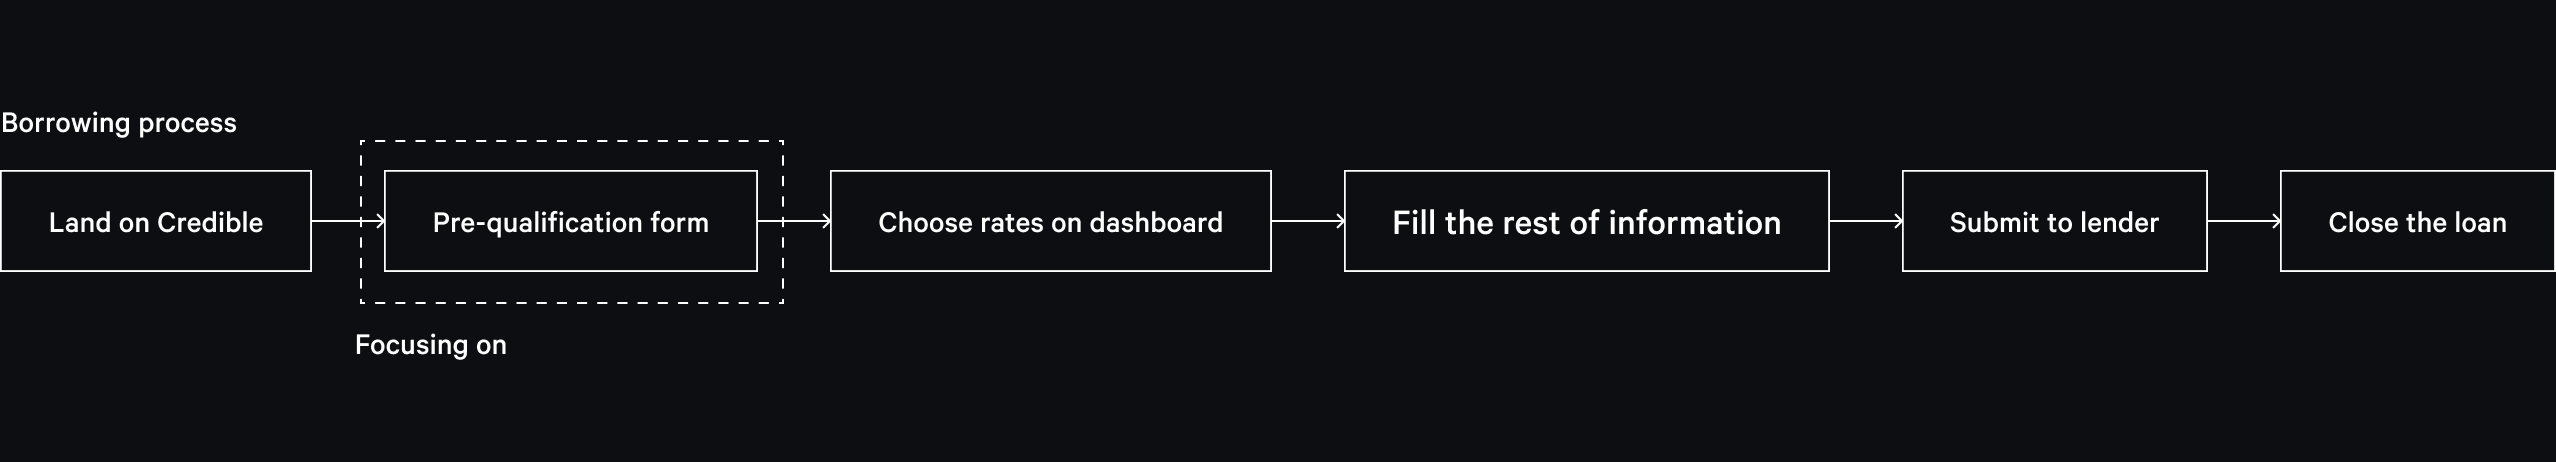 Borrowing process
Land on Credible
Pre-qualification form
Choose rates on dashboard
Fill the rest of information
Submit to lender
Close the loan
Focusing on